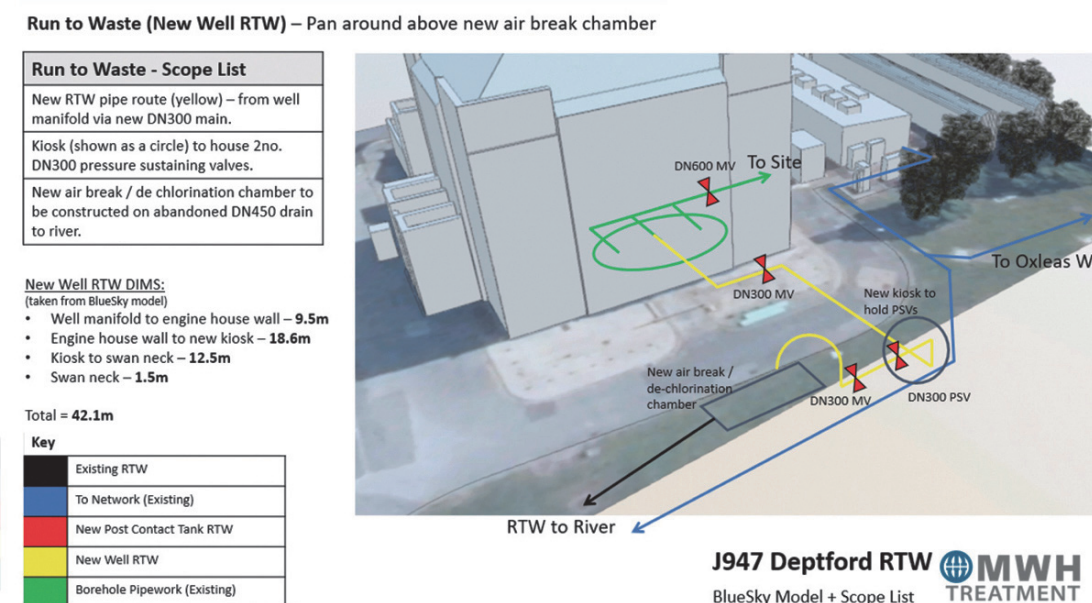 Run to Waste (New Well RTW) – Pan around above new air break chamber
Run to Waste - Scope List
New RTW pipe route (yellow) – from well
manifold via new DN300 main.
Kiosk (shown as a circle) to house 2no.
DN300 pressure sustaining valves.
New air break / de chlorination chamber to
be constructed on abandoned DN450 drain
to river.
New Well RTW DIMS:
(taken from BlueSky model)
• Well manifold to engine house wall – 9.5m
• Engine house wall to new kiosk – 18.6m
• Kiosk to swan neck – 12.5m
• Swan neck – 1.5m
Total = 42.1m
Key
Existing RTW
To Network (Existing)
New Post Contact Tank RTW
New Well RTW
Borehole Pipework (Existing)
DN600 MV
To Site
To Oxleas W
DN300 MV
New kiosk to
hold PSVs
New air break /
de-chlorination
chamber
DN300 MV
DN300 PSV
RTW to River
J947 Deptford RTW
BlueSky Model + Scope List
MWH
TREATMENT